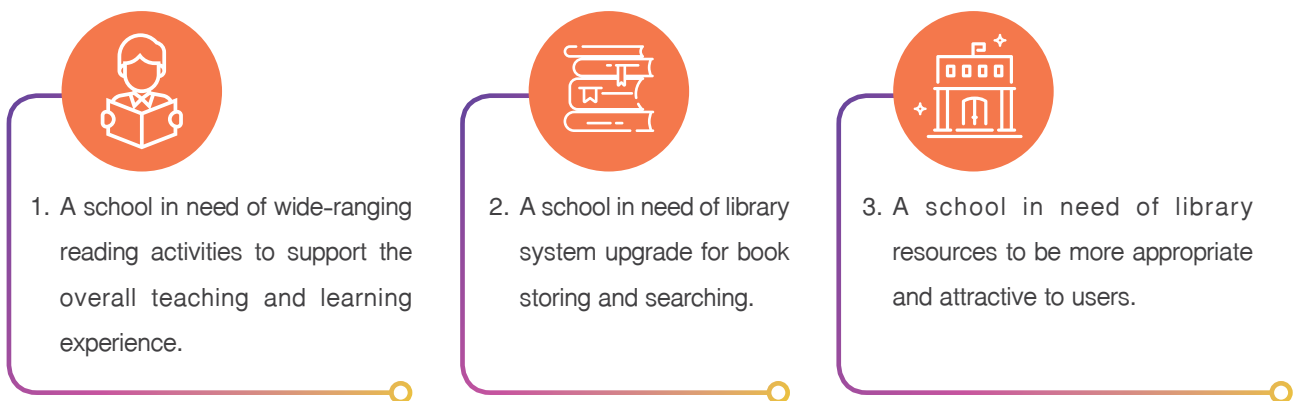 1. A school in need of wide-ranging
reading activities to support the
overall teaching and learning
experience.
2. A school in need of library
system upgrade for book
storing and searching.
3. A school in need of library
resources to be more appropriate
and attractive to users.